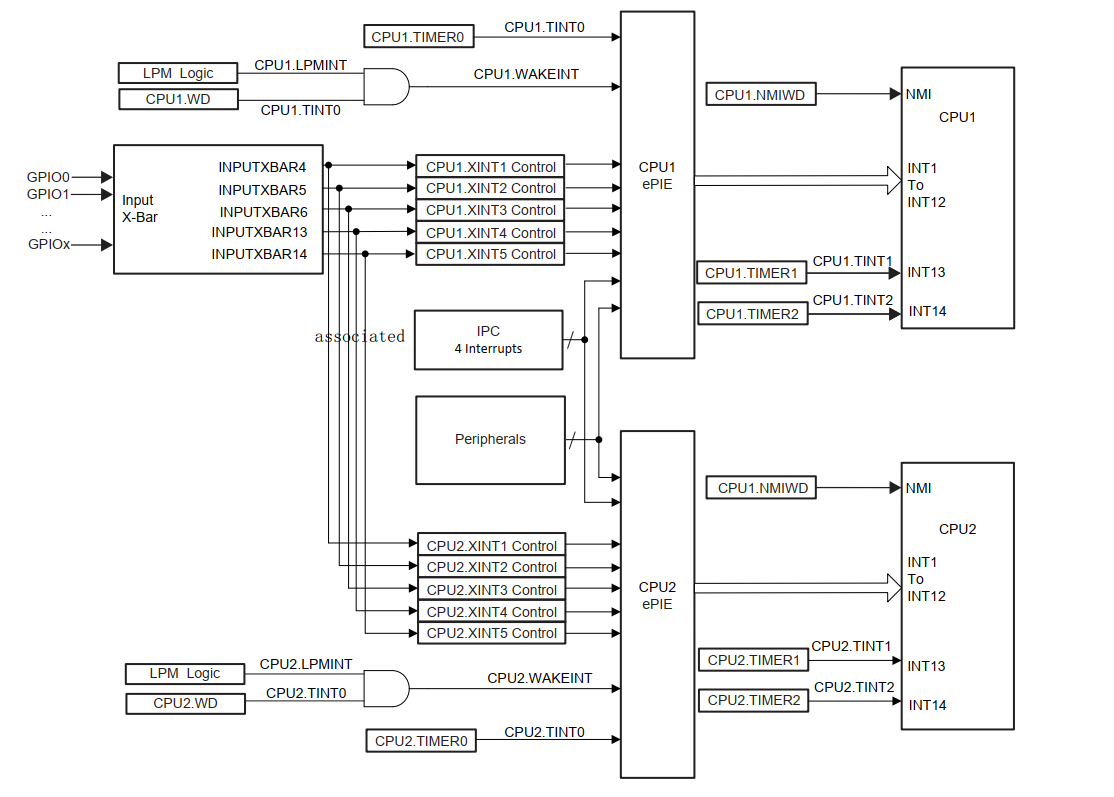 CPU1.TIMER0
CPU1.TINT0
LPM Logic
CPU1.LPMINT
CPU1.WD
CPU1.TINT0
CPU1.WAKEINT
GPIO0
GPIO1
...
...
GPIOx
Input
X-Bar
INPUTXBAR4
INPUTXBAR5
INPUTXBAR6
INPUTXBAR13
INPUTXBAR14
CPU1.XINT1 Control
CPU1.XINT2 Control
CPU1.XINT3 Control
CPU1.XINT4 Control
CPU1.XINT5 Control
CPU1
ePIE
CPU1.NMIWD
NMI
CPU1
INT1
To
INT12
CPU1.TIMER1
CPU1.TINT1
INT13
CPU1.TIMER2
CPU1.TINT2
INT14
associated
IPC
4 Interrupts
Peripherals
CPU2.XINT1 Control
CPU2.XINT2 Control
CPU2.XINT3 Control
CPU2.XINT4 Control
CPU2.XINT5 Control
LPM Logic
CPU2.LPMINT
CPU2.WD
CPU2.TINT0
CPU2.WAKEINT
CPU2.TIMER0
CPU2.TINT0
CPU2
ePIE
CPU1.NMIWD
NMI
CPU2
INT1
To
INT12
CPU2.TIMER1
CPU2.TINT1
INT13
CPU2.TIMER2
CPU2.TINT2
INT14